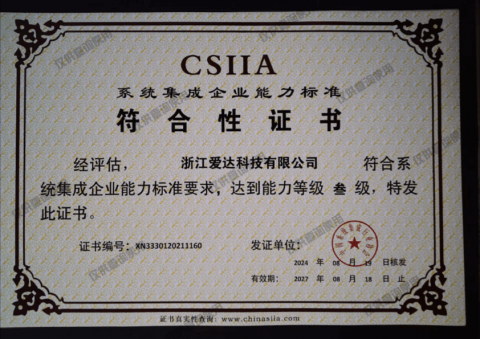 CSIIA
系统集成企业能力标准
符合性证书
经评估， 浙江爱达科技有限公司 符合系
统集成企业能力标准要求，达到能力等级 叁 级，特发
此证书。
证书编号：XN3330120211160
发证单位：
2024 年 08 月 19 日核发
有效期： 2027 年 08 月 18 日 止
证书真实性查询：www.chinasiia.com